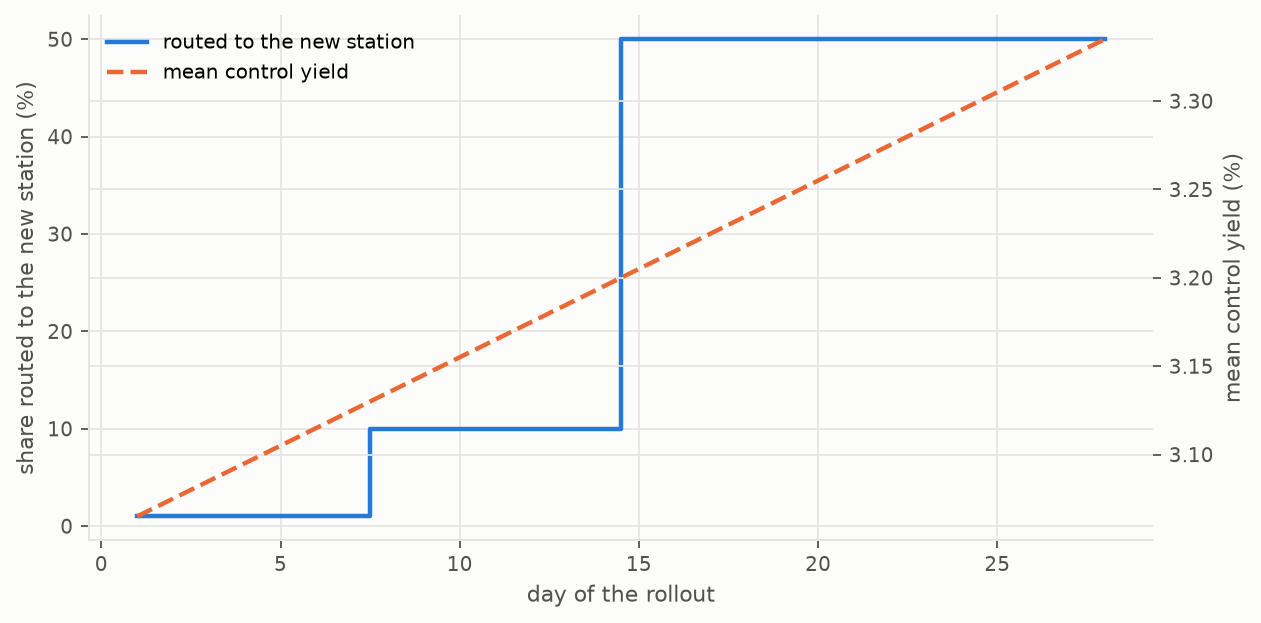 routed to the new station
mean control yield
share routed to the new station (%)
50
40
30
20
10
0
3.30
3.25
3.20
3.15
3.10
mean control yield (%)
0 5 10 15 20 25
day of the rollout